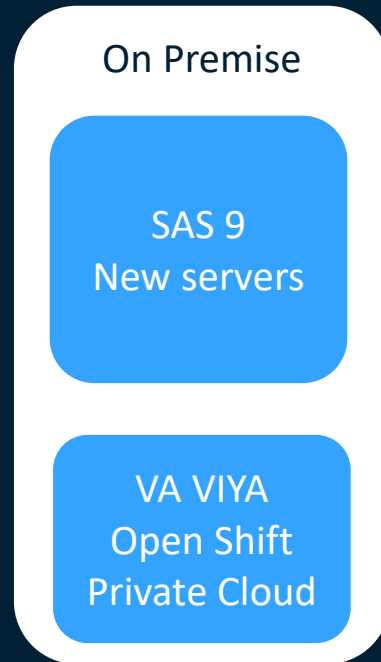 On Premise
SAS 9
New servers
VA VIYA
Open Shift
Private Cloud